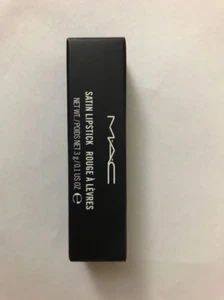 MAC
SATIN LIPSTICK ROUGE À LÈVRES
NET WT./POIDS NET 3 g/0.1 US OZ ℮